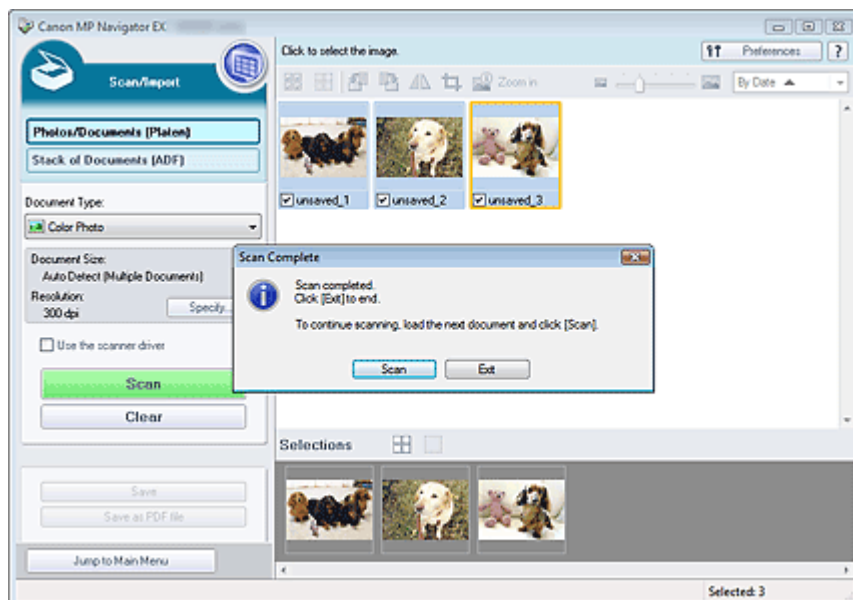 Canon MP Navigator EX
Click to select the image.
Preferences
?
Scan/Import
Zoom in
By Date
Photos/Documents (Platen)
Stack of Documents (ADF)
unsaved_1
unsaved_2
unsaved_3
Document Type:
Color Photo
Document Size:
Auto Detect (Multiple Documents)
Resolution:
300 dpi
Specify...
Use the scanner driver
Scan
Clear
Scan Complete
Scan completed.
Click [Exit] to end.
To continue scanning, load the next document and click [Scan].
Scan
Exit
Selections
Save
Save as PDF file
Jump to Main Menu
Selected: 3